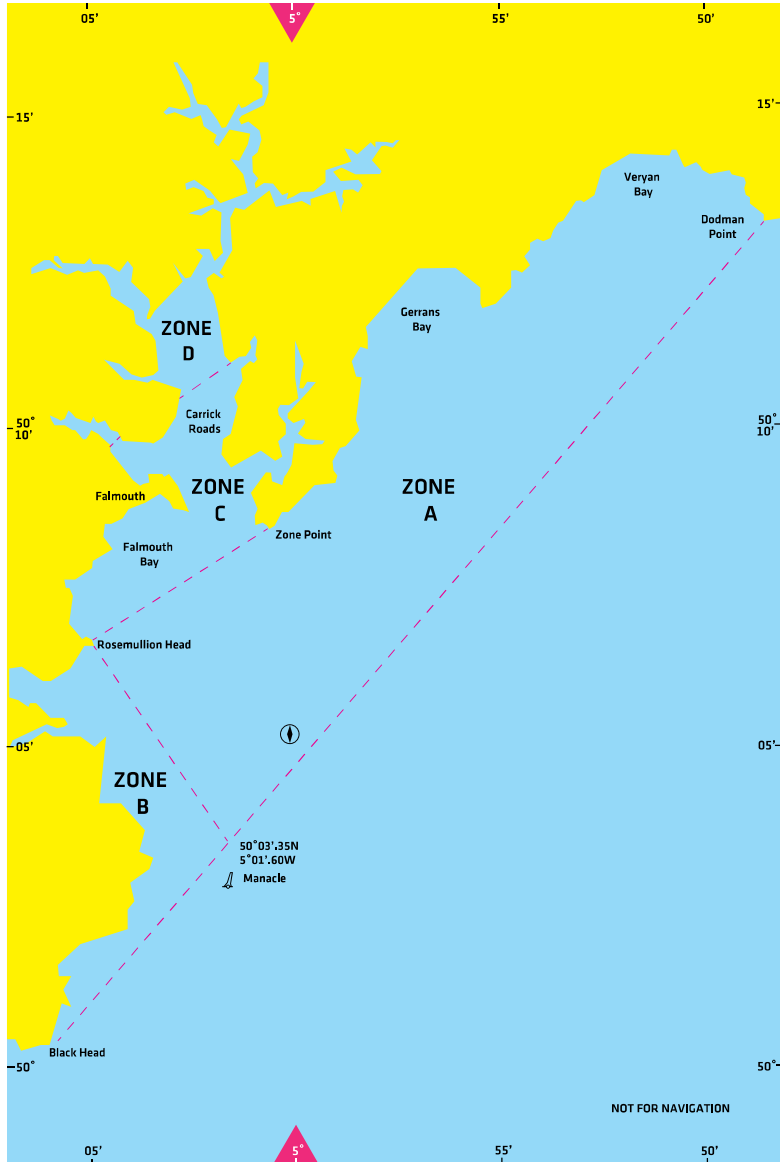 05'
5°
55'
50'
15'
15'
Veryan
Bay
Dodman
Point
Gerrans
Bay
ZONE
D
Carrick
Roads
50°
10'
50°
10'
ZONE
C
ZONE
A
Falmouth
Zone Point
Falmouth
Bay
Rosemullion Head
05'
05'
ZONE
B
50°03'.35N
5°01'.60W
Manacle
Black Head
50°
50°
NOT FOR NAVIGATION
05'
5°
55'
50'